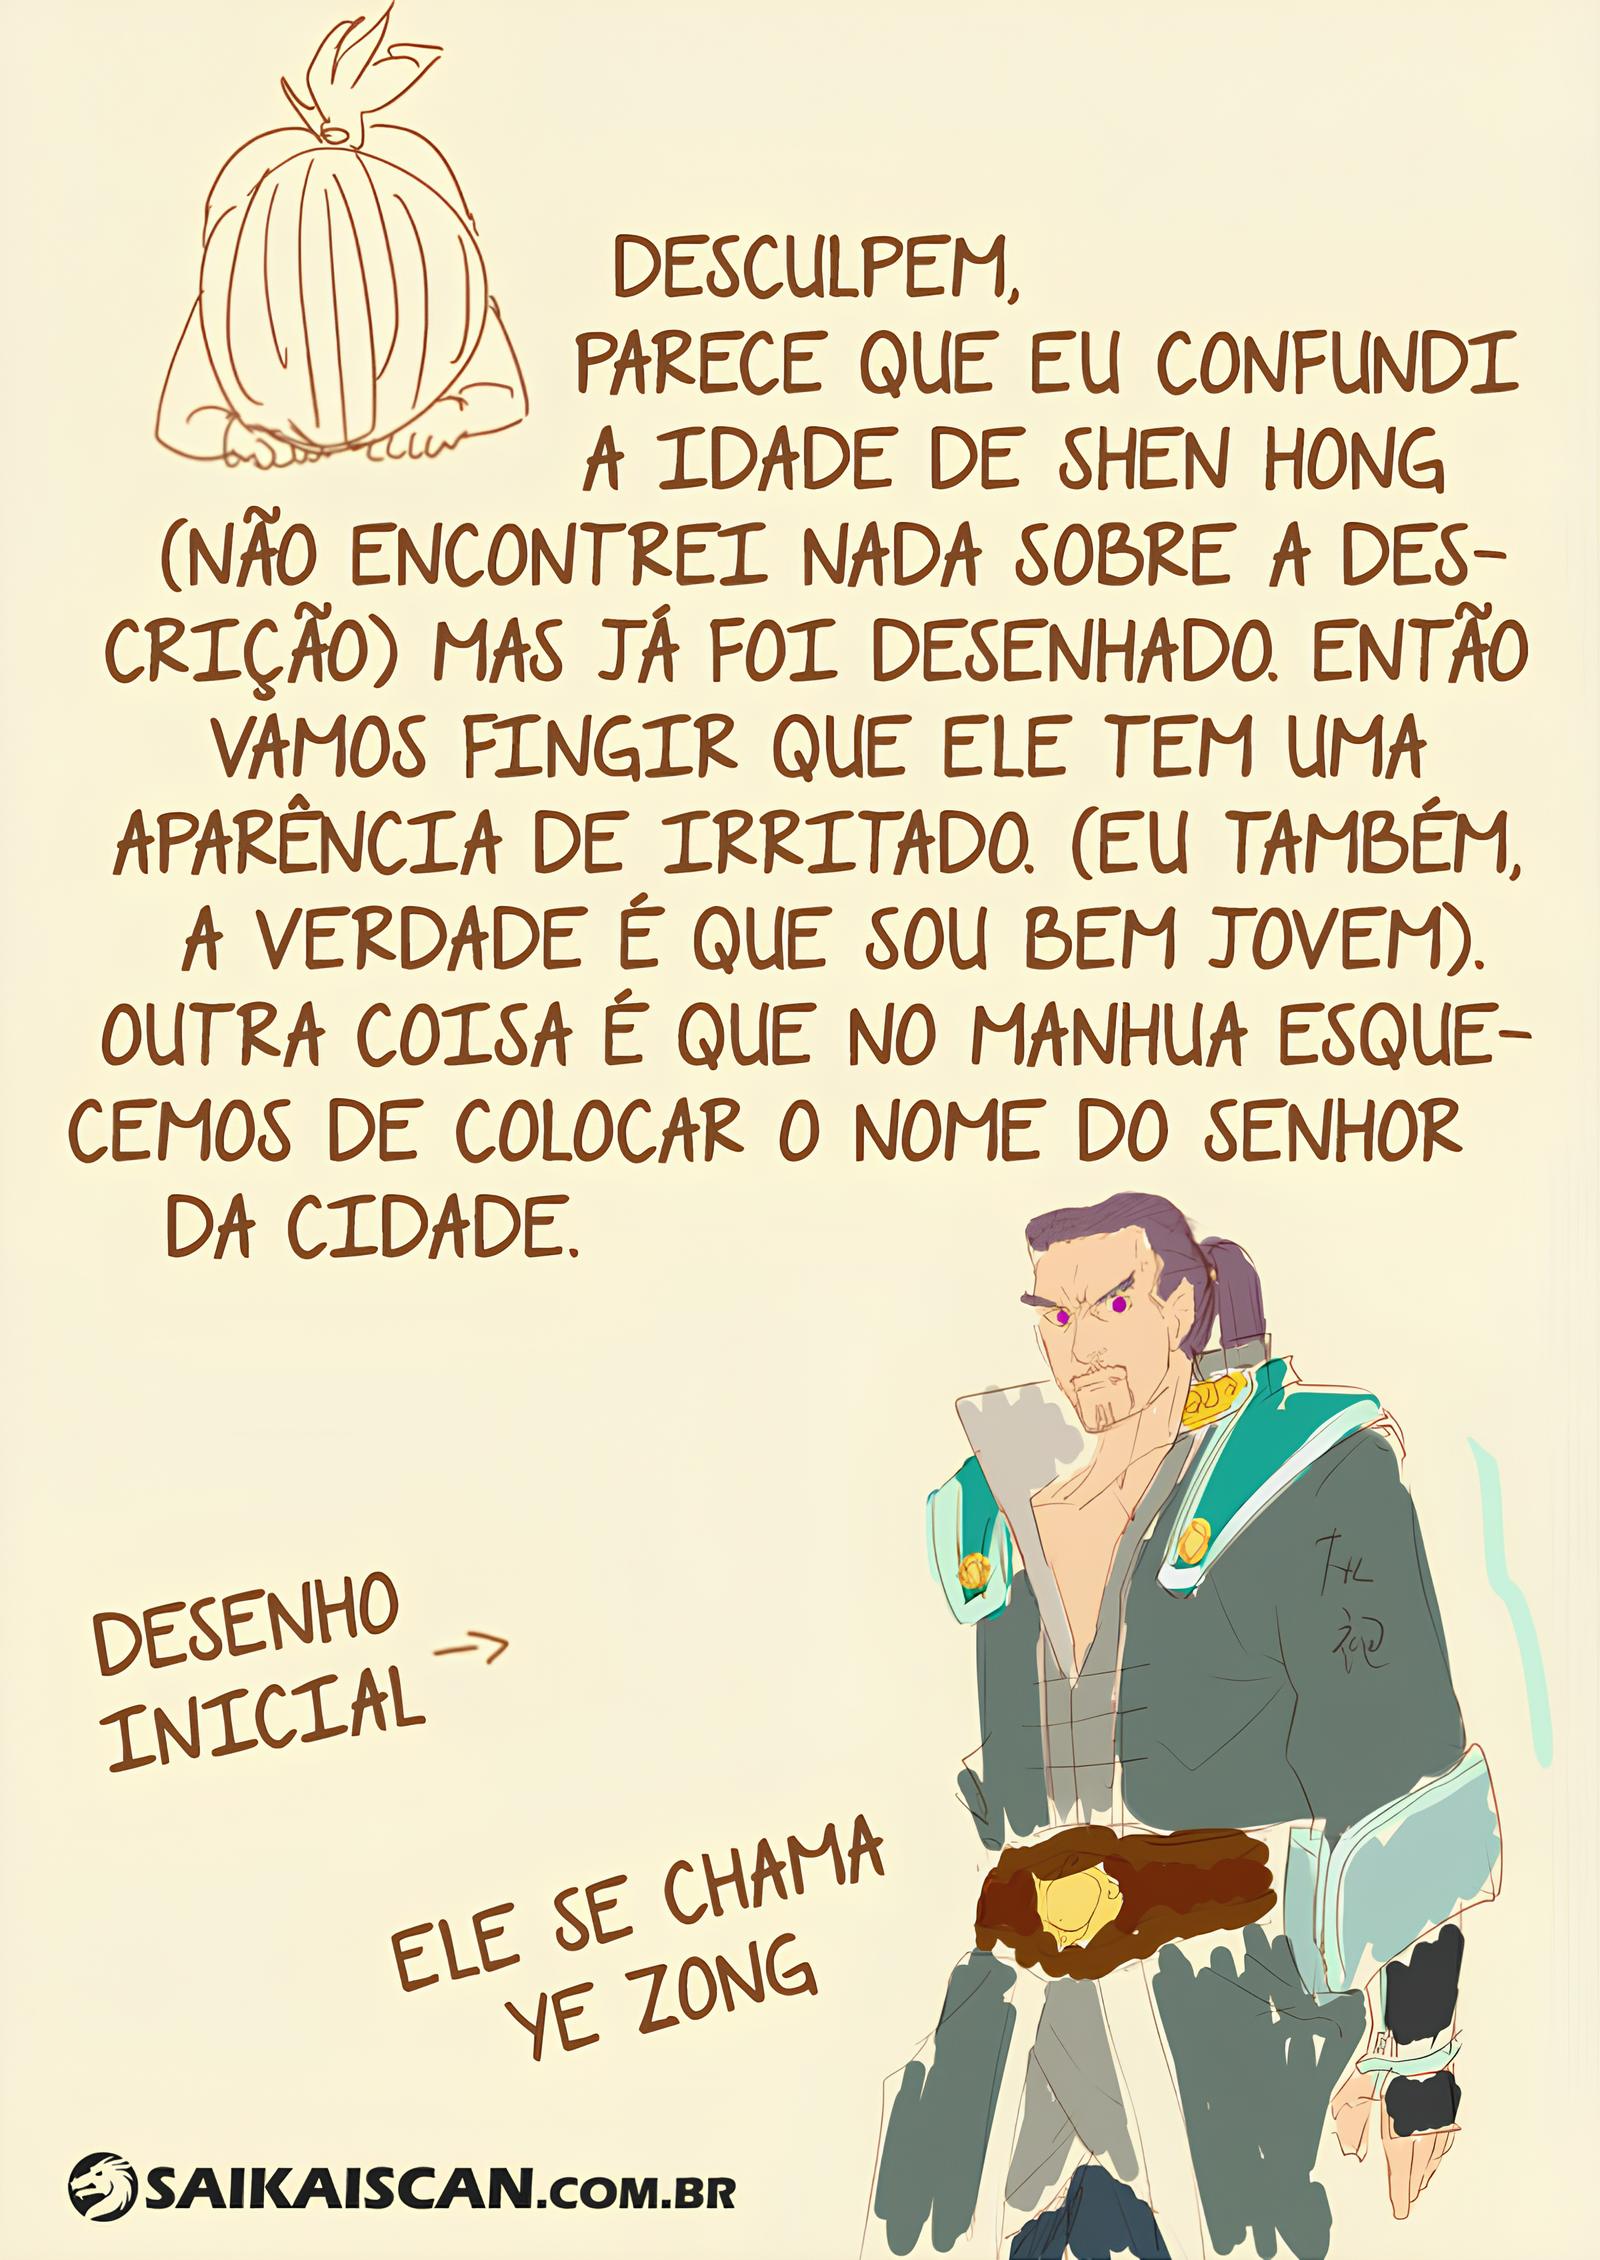 DESCULPEM,
PARECE QUE EU CONFUNDI
A IDADE DE SHEN HONG
(NÃO ENCONTREI NADA SOBRE A DES-
CRIÇÃO) MAS JÁ FOI DESENHADO. ENTÃO
VAMOS FINGIR QUE ELE TEM UMA
APARÊNCIA DE IRRITADO. (EU TAMBÉM,
A VERDADE É QUE SOU BEM JOVEM).
OUTRA COISA É QUE NO MANHUA ESQUE-
CEMOS DE COLOCAR O NOME DO SENHOR
DA CIDADE.
DESENHO
INICIAL →
ELE SE CHAMA
YE ZONG
SAIKAISCAN.COM.BR